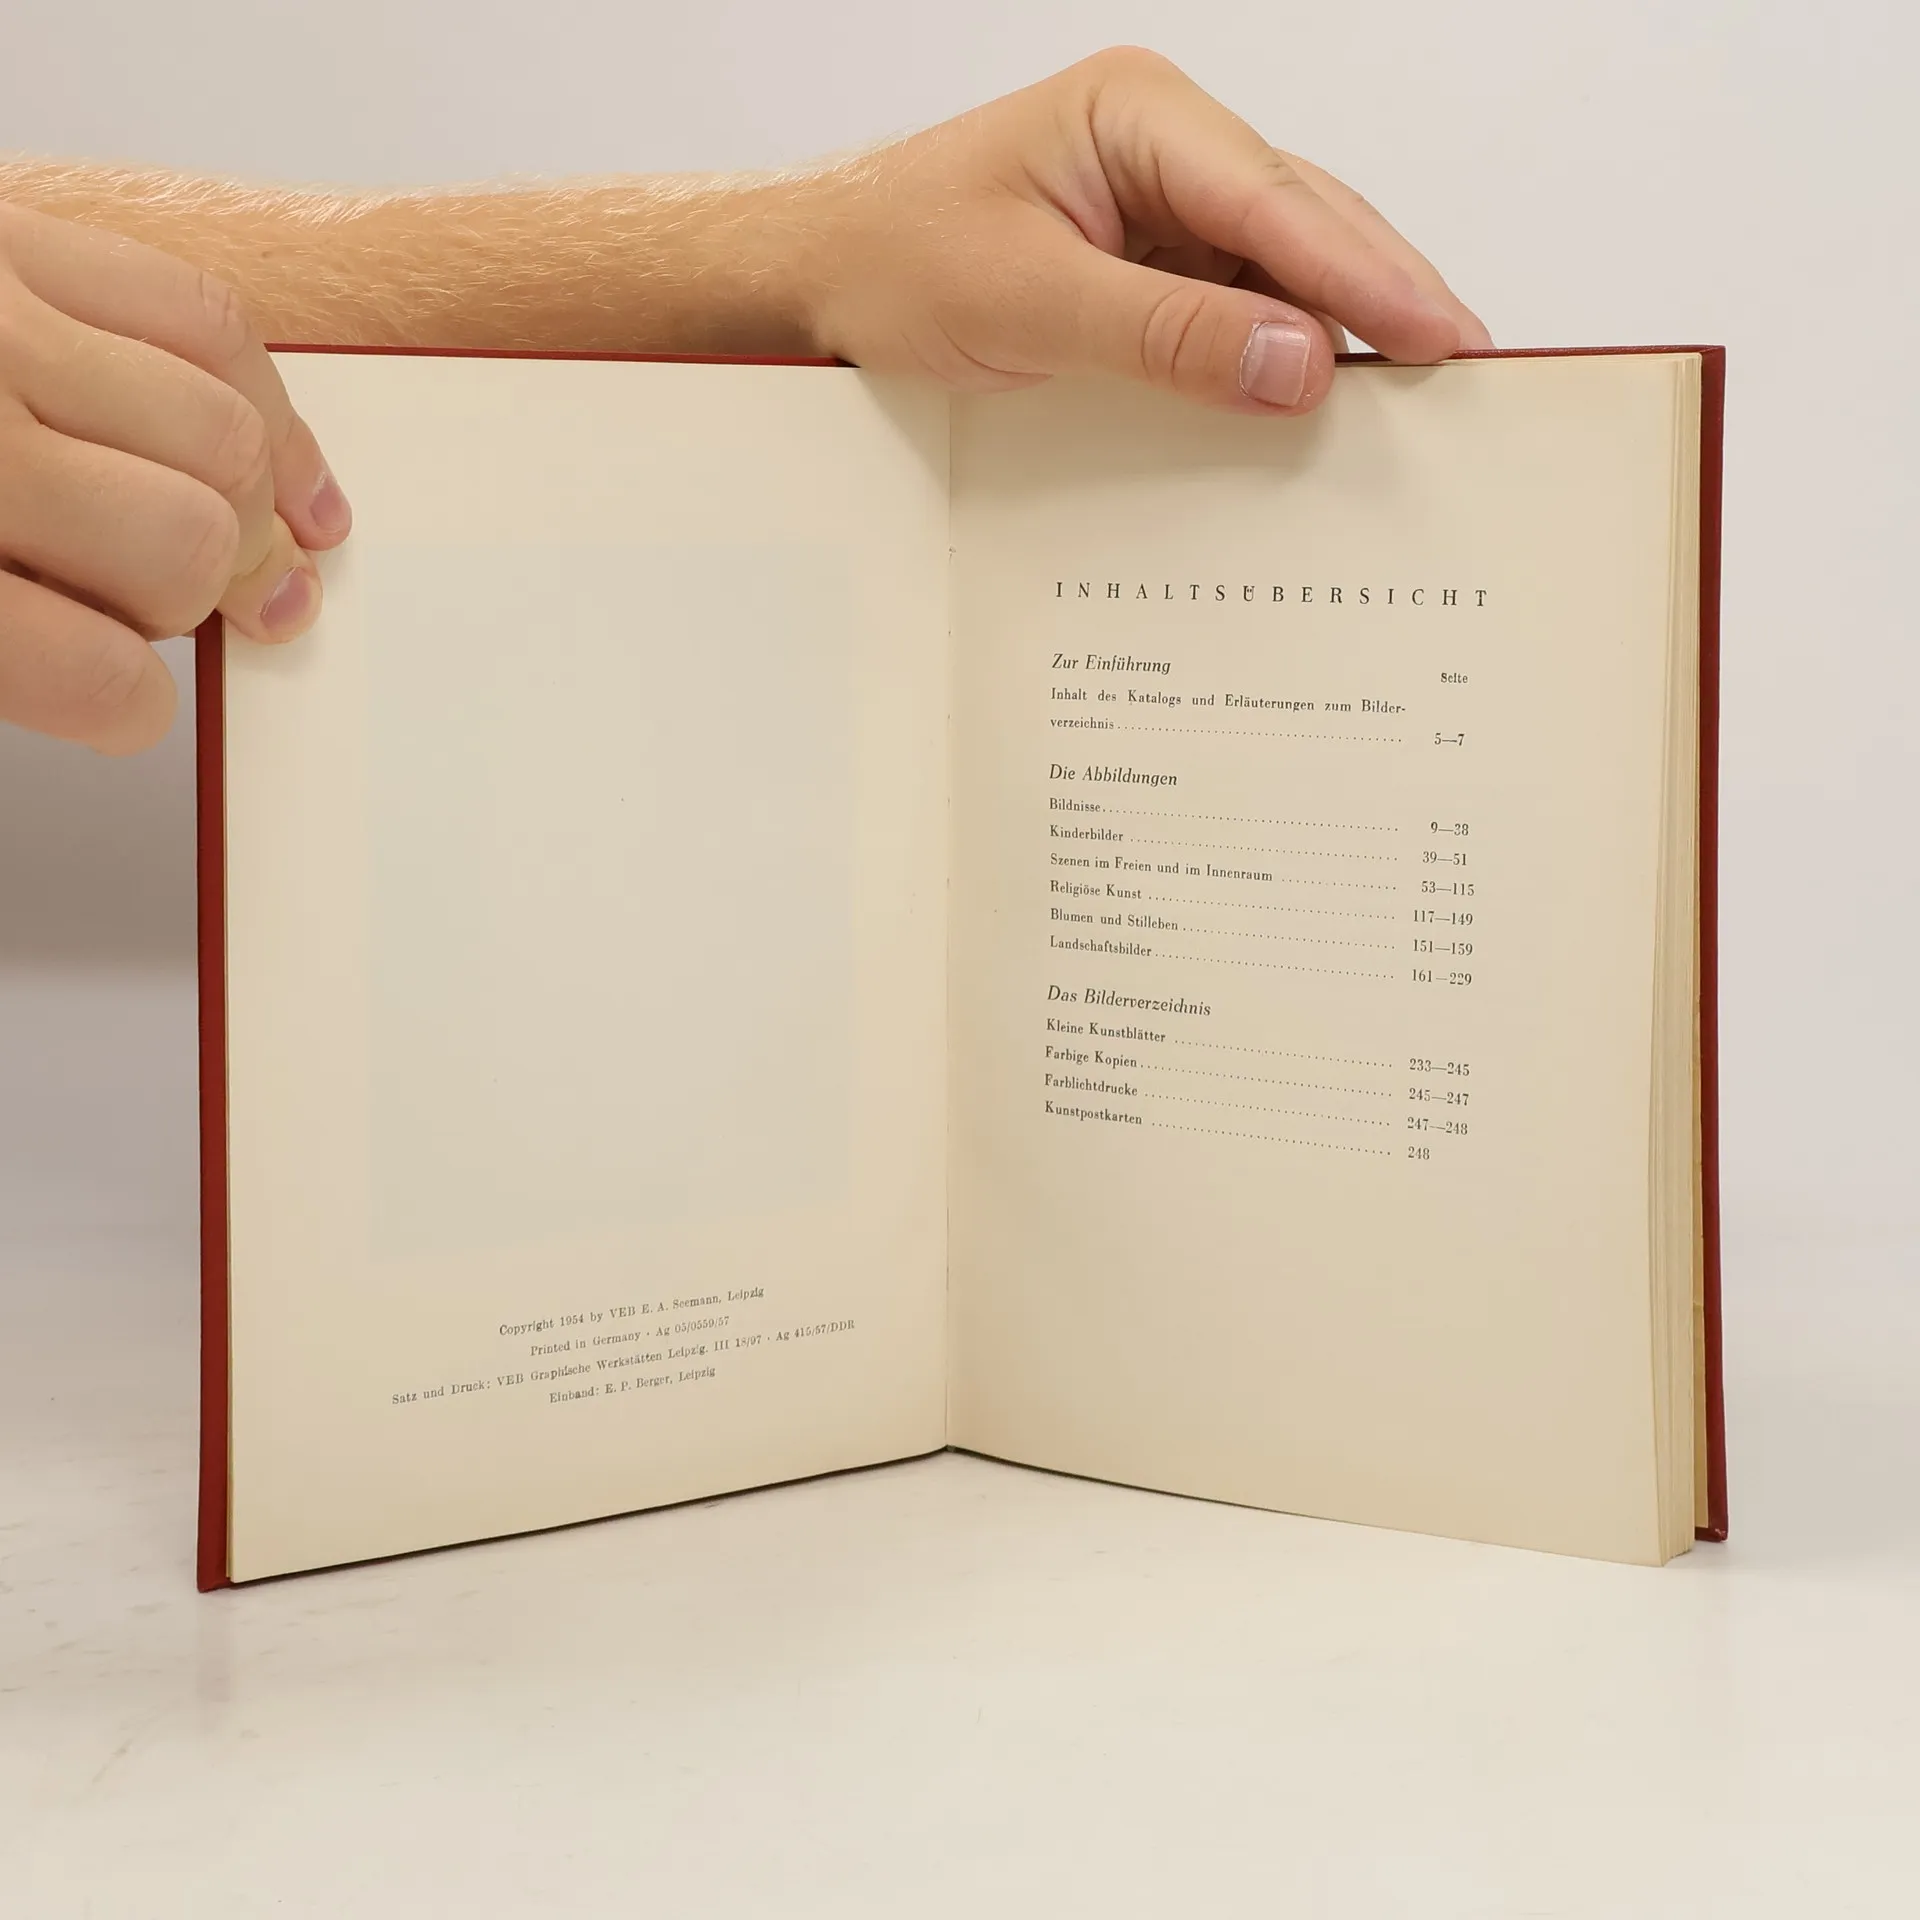 Copyright 1954 by VEB E. A. Seemann, Leipzig
Printed in Germany · Ag 05/0559/57
Satz und Druck: VEB Graphische Werkstätten Leipzig. III 18/97 · Ag 415/57/DDR
Einband: E. P. Berger, Leipzig
INHALTSÜBERSICHT
Zur Einführung
Seite
Inhalt des Katalogs und Erläuterungen zum Bilder-
verzeichnis........................................ 5—7
Die Abbildungen
Bildnisse........................................ 9—38
Kinderbilder ........................................ 39—51
Szenen im Freien und im Innenraum ................ 53—115
Religiöse Kunst ................................ 117—149
Blumen und Stilleben............................ 151—159
Landschaftsbilder................................ 161—229
Das Bilderverzeichnis
Kleine Kunstblätter ............................ 233—245
Farbige Kopien................................ 245—247
Farblichtdrucke ................................ 247—248
Kunstpostkarten ................................ 248